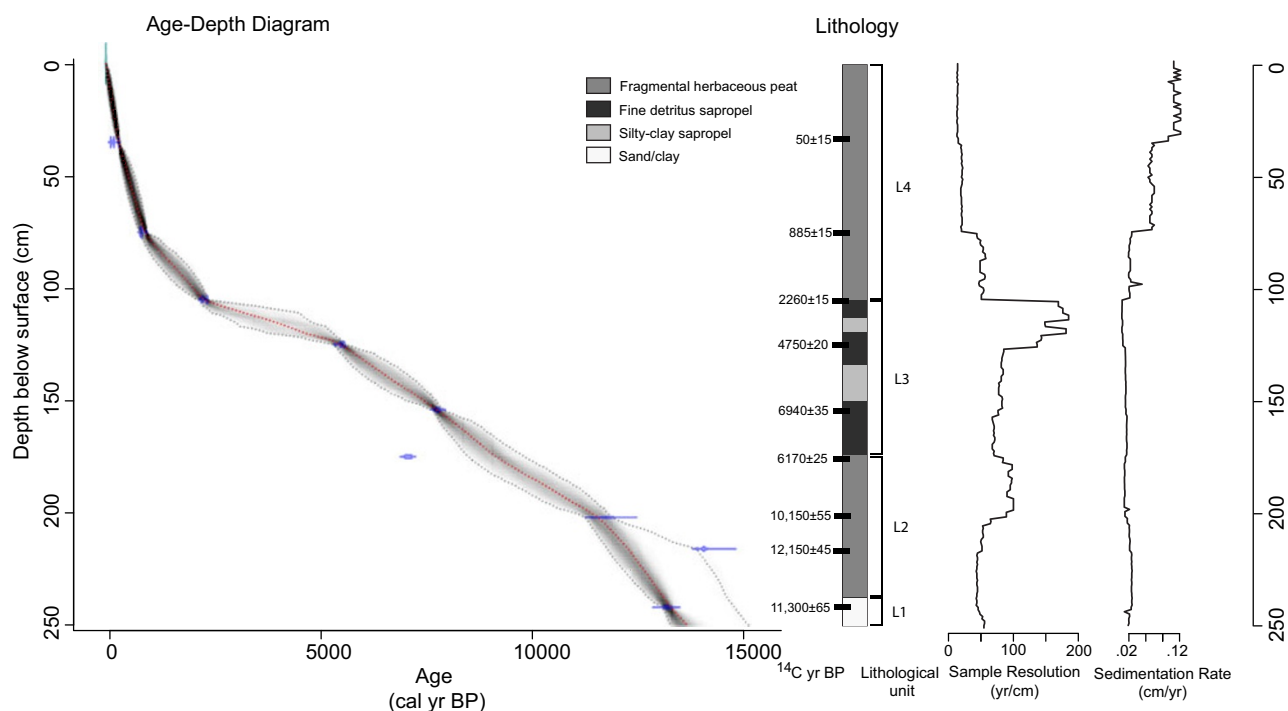 Age-Depth Diagram
Lithology
0
50
100
150
200
250
Depth below surface (cm)
0
5000
10000
15000
Age
(cal yr BP)
Fragmental herbaceous peat
Fine detritus sapropel
Silty-clay sapropel
Sand/clay
50±15
885±15
2260±15
4750±20
6940±35
6170±25
10,150±55
12,150±45
11,300±65
14C yr BP
L4
L3
L2
L1
Lithological
unit
0
100
200
Sample Resolution
(yr/cm)
.02
.12
Sedimentation Rate
(cm/yr)
0
50
100
150
200
250